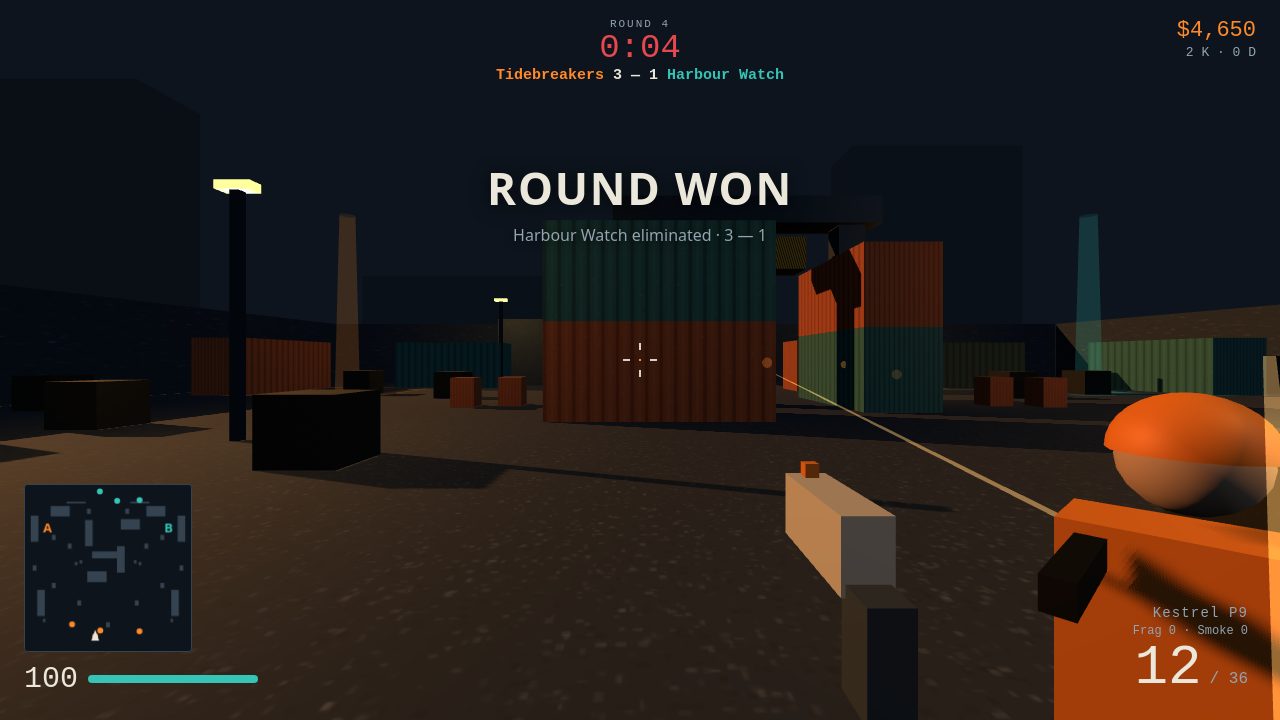 ROUND 4
0:04
Tidebreakers 3 — 1 Harbour Watch
$4,650
2 K · 0 D
ROUND WON
Harbour Watch eliminated · 3 — 1
A
B
100
Kestrel P9
Frag 0 · Smoke 0
12 / 36